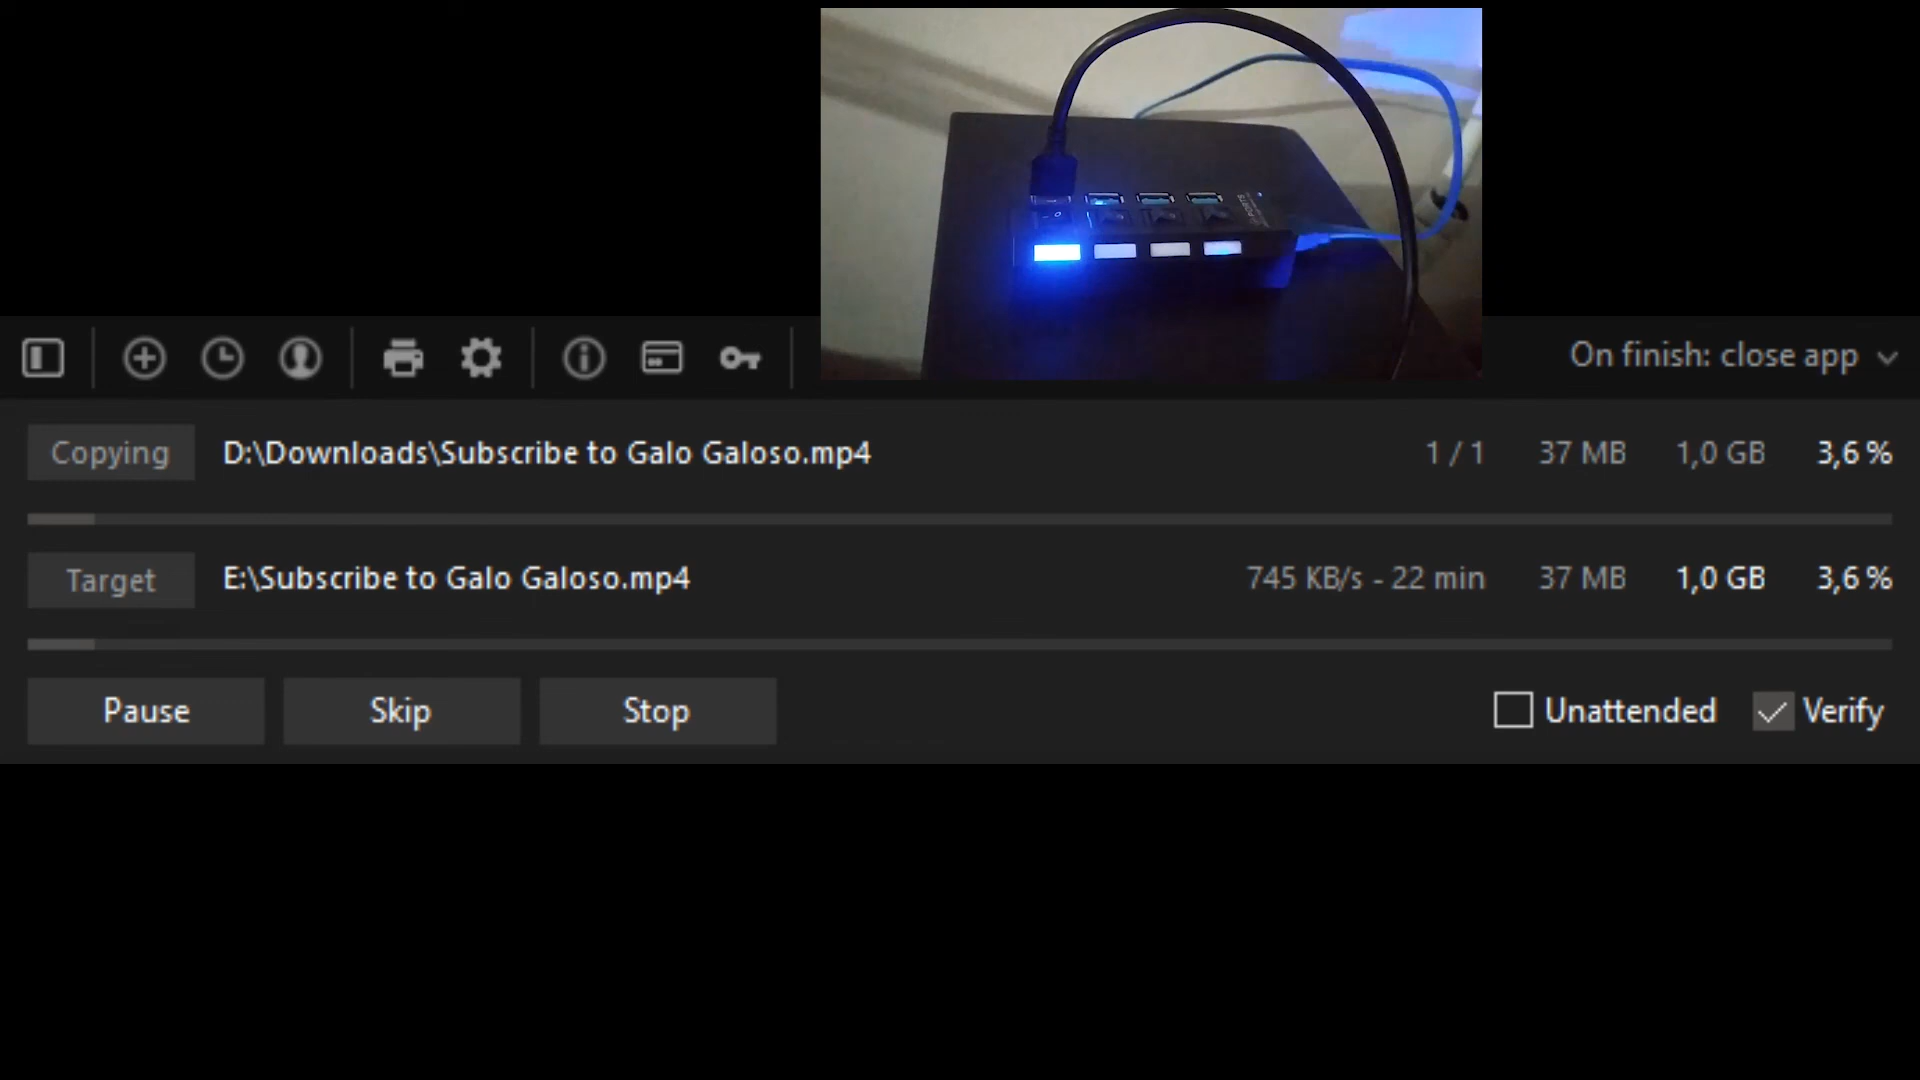 On finish: close app
Copying D:\Downloads\Subscribe to Galo Galoso.mp4 1 / 1 37 MB 1,0 GB 3,6 %
Target E:\Subscribe to Galo Galoso.mp4 745 KB/s - 22 min 37 MB 1,0 GB 3,6 %
Pause Skip Stop Unattended Verify